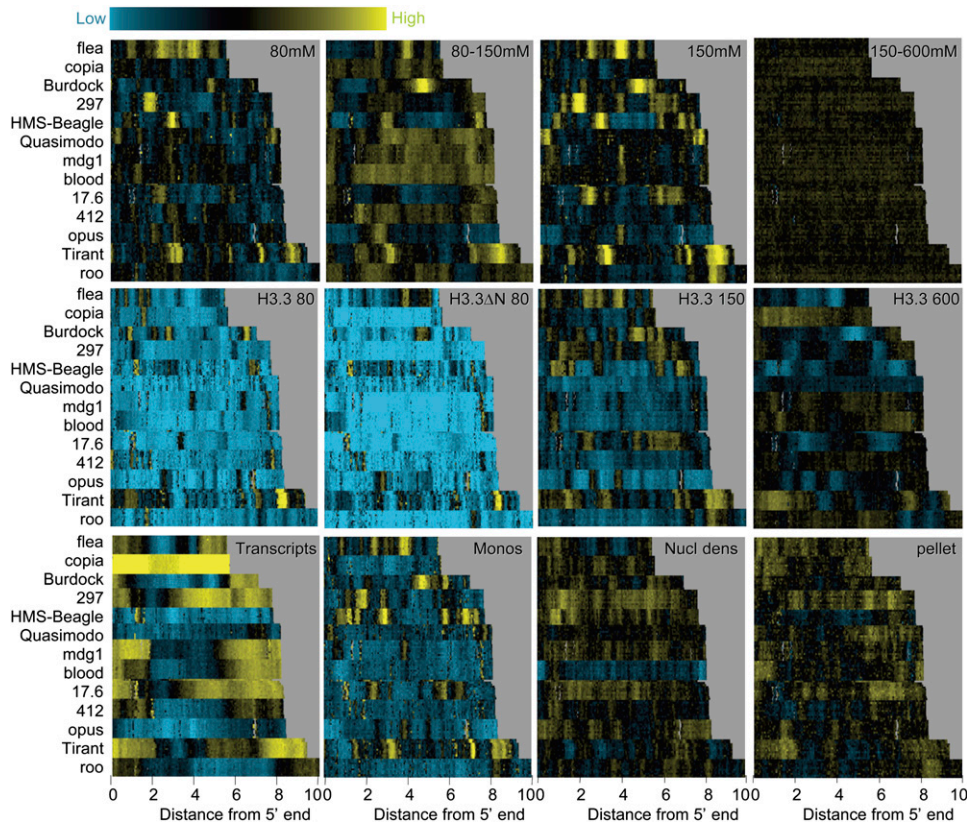 Low High
80mM 80-150mM 150mM 150-600mM
flea
copia
Burdock
297
HMS-Beagle
Quasimodo
mdg1
blood
17.6
412
opus
Tirant
roo
H3.3 80 H3.3ΔN 80 H3.3 150 H3.3 600
flea
copia
Burdock
297
HMS-Beagle
Quasimodo
mdg1
blood
17.6
412
opus
Tirant
roo
Transcripts Monos Nucl dens pellet
flea
copia
Burdock
297
HMS-Beagle
Quasimodo
mdg1
blood
17.6
412
opus
Tirant
roo
0 2 4 6 8 10 0 2 4 6 8 10 0 2 4 6 8 10 0 2 4 6 8 10
Distance from 5' end Distance from 5' end Distance from 5' end Distance from 5' end